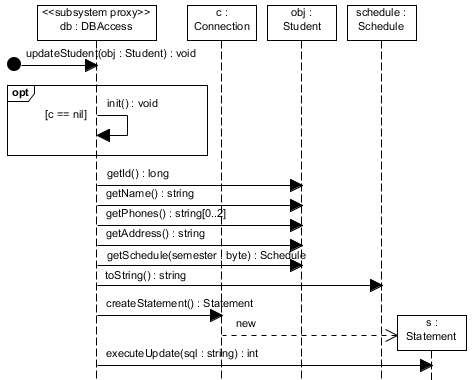 <<subsystem proxy>>
db : DBAccess
c :
Connection
obj :
Student
schedule :
Schedule
updateStudent(obj : Student) : void
opt
[c == nil]
init() : void
getId() : long
getName() : string
getPhones() : string[0..2]
getAddress() : string
getSchedule(semester : byte) : Schedule
toString() : string
createStatement() : Statement
new
s :
Statement
executeUpdate(sql : string) : int